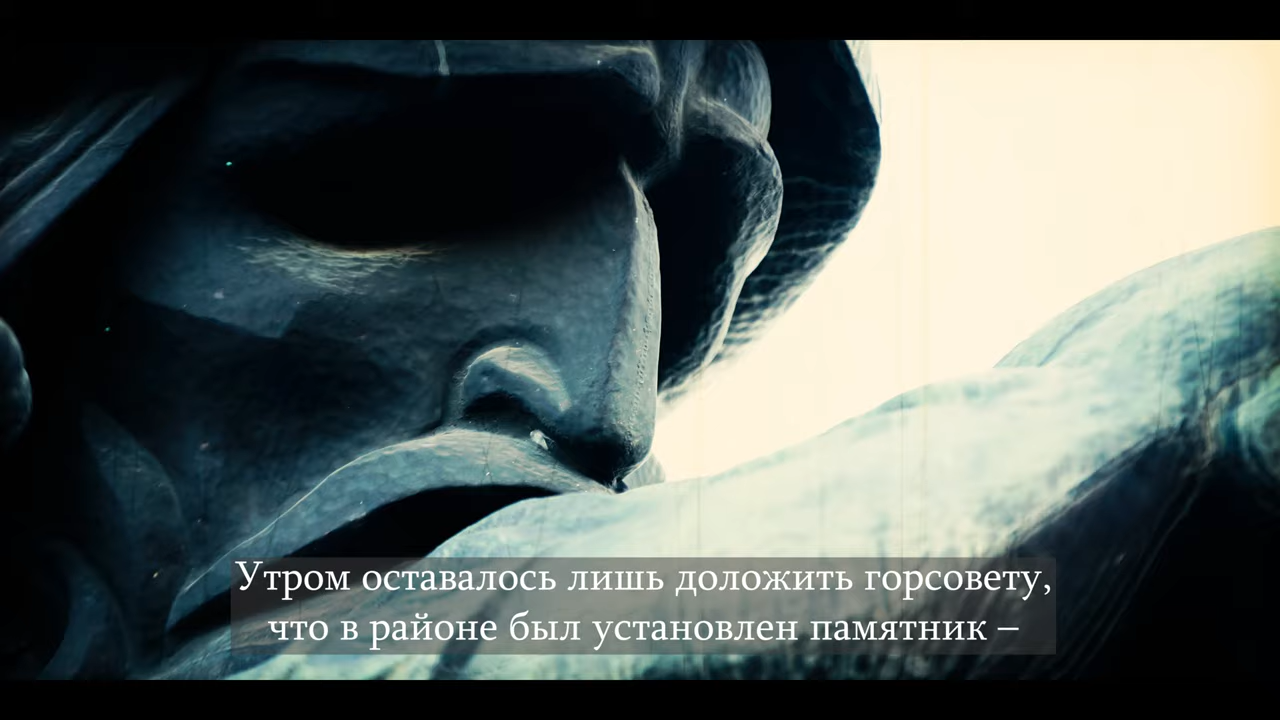 Утром оставалось лишь доложить горсовету,
что в районе был установлен памятник –